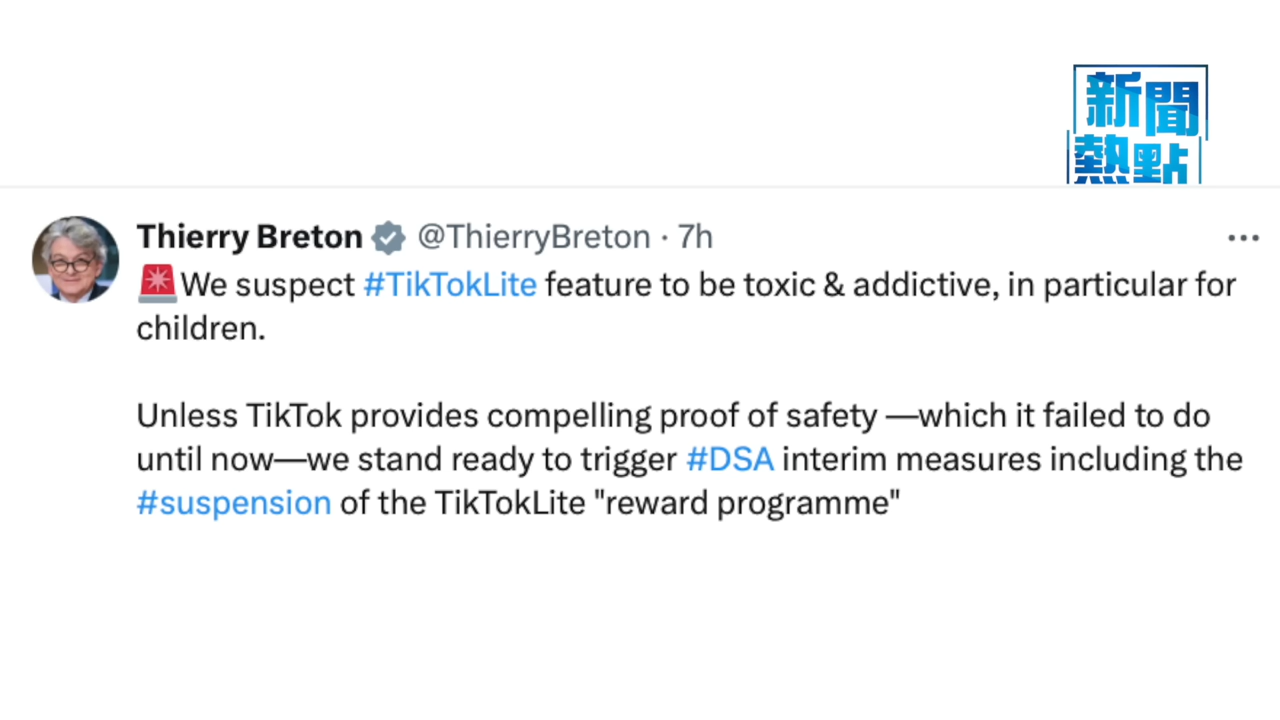 新聞
熱點
Thierry Breton @ThierryBreton · 7h
🚨We suspect #TikTokLite feature to be toxic & addictive, in particular for
children.
Unless TikTok provides compelling proof of safety —which it failed to do
until now—we stand ready to trigger #DSA interim measures including the
#suspension of the TikTokLite "reward programme"